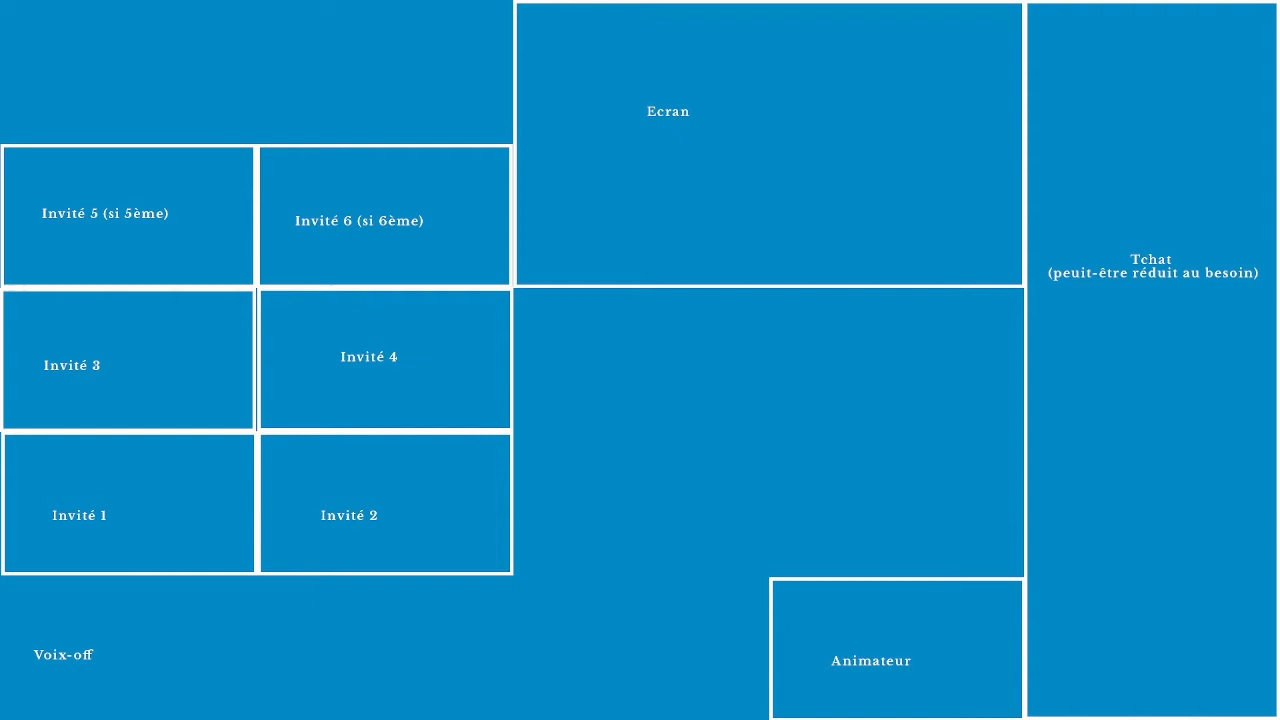 Ecran
Invité 5 (si 5ème)
Invité 6 (si 6ème)
Tchat
(peuit-être réduit au besoin)
Invité 3
Invité 4
Invité 1
Invité 2
Voix-off
Animateur